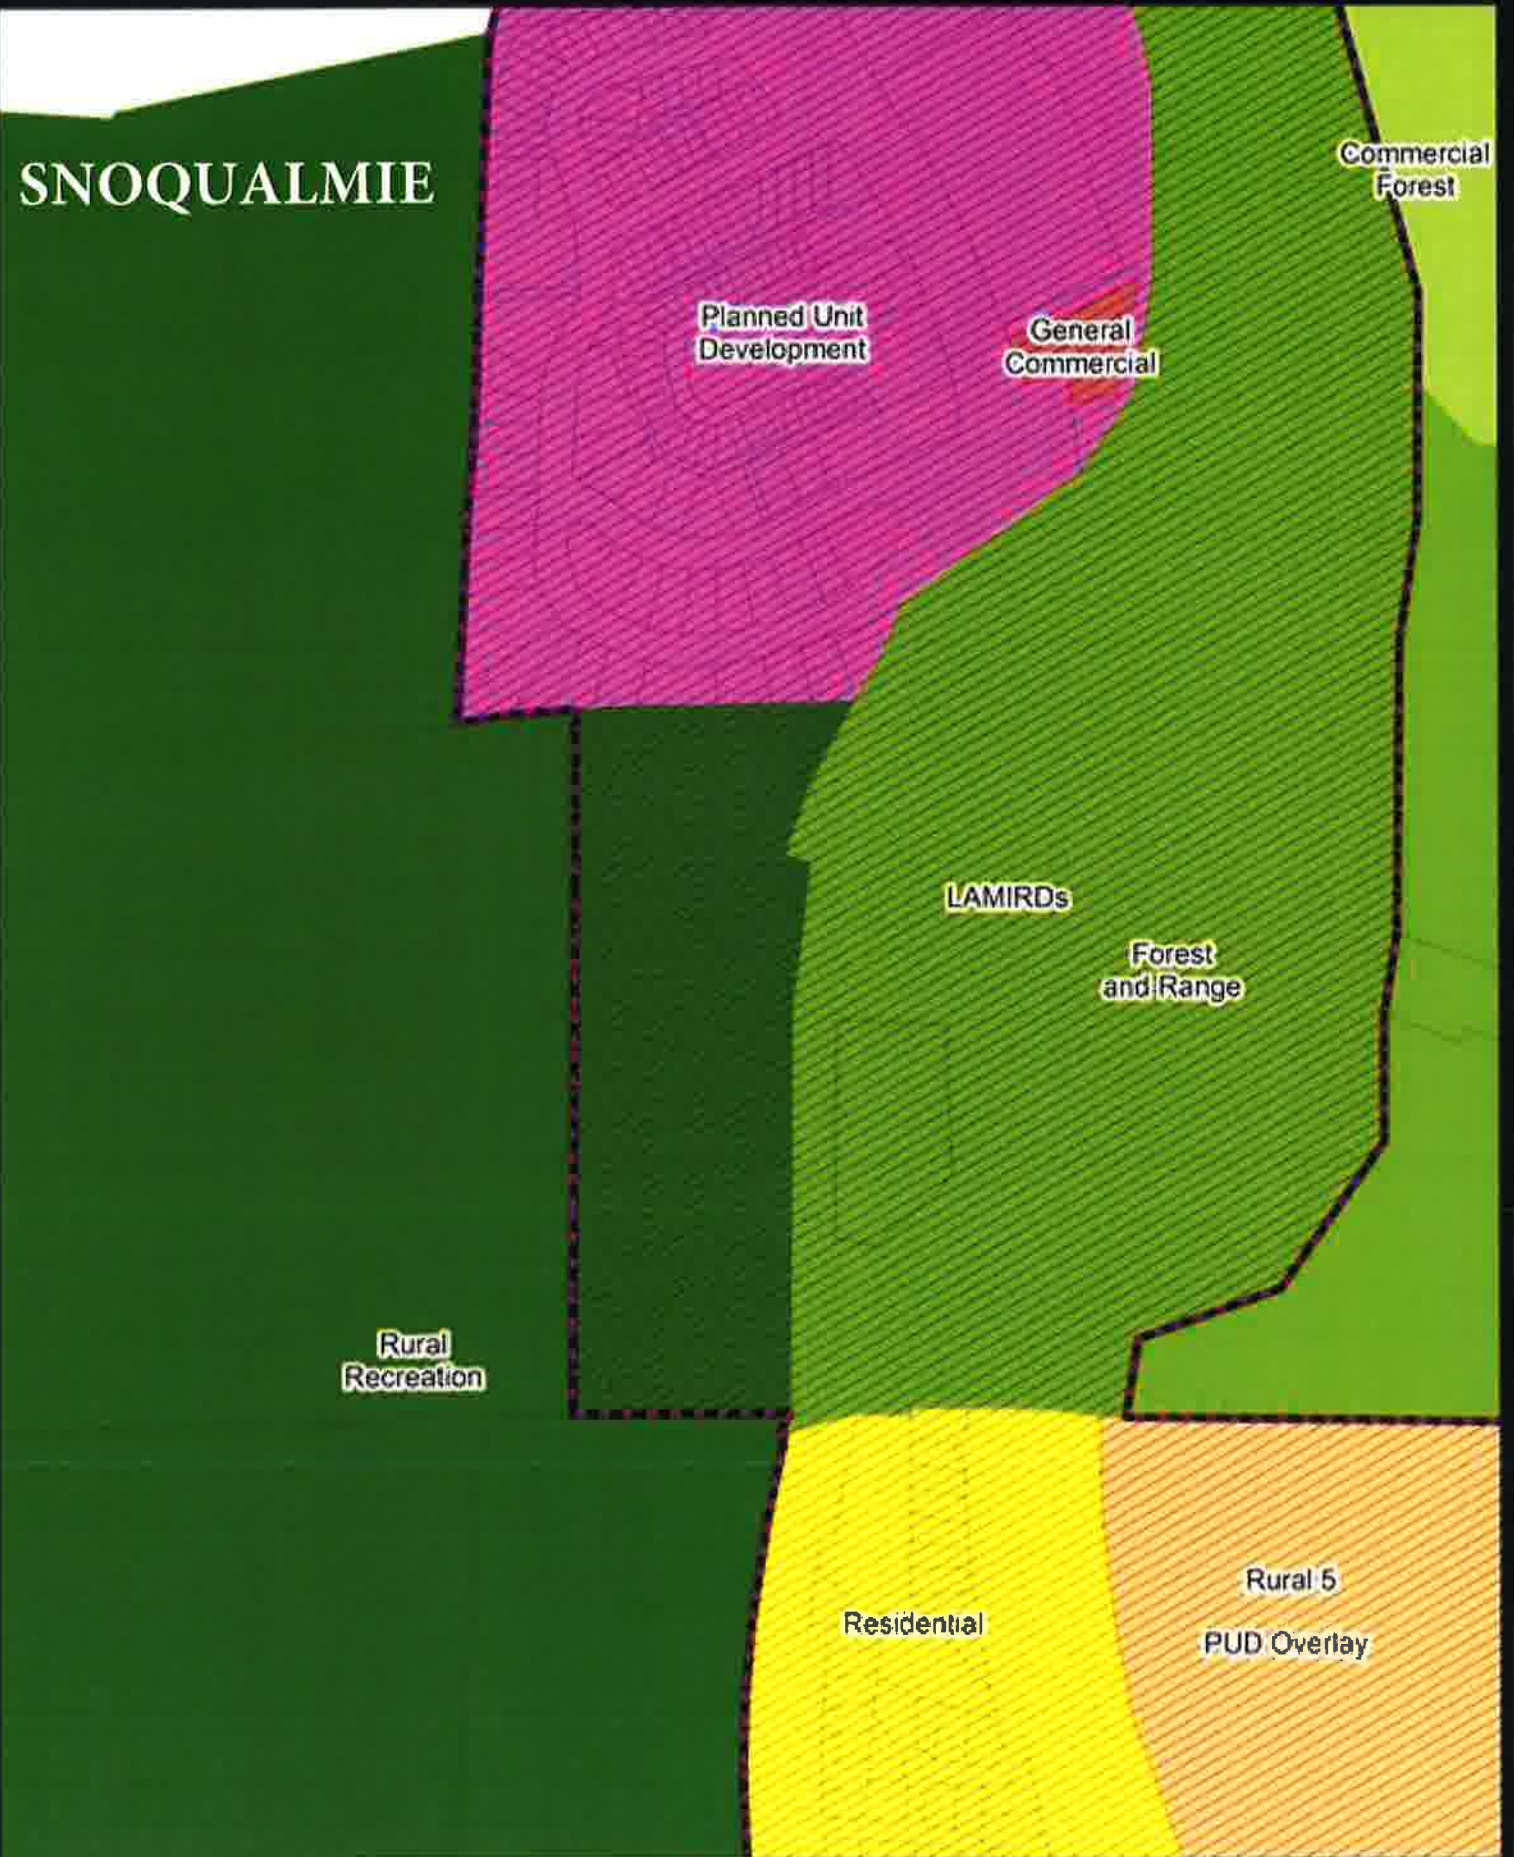 SNOQUALMIE
Commercial
Forest
Planned Unit
Development
General
Commercial
LAMIRDs
Forest
and Range
Rural
Recreation
Rural 5
Residential
PUD Overlay